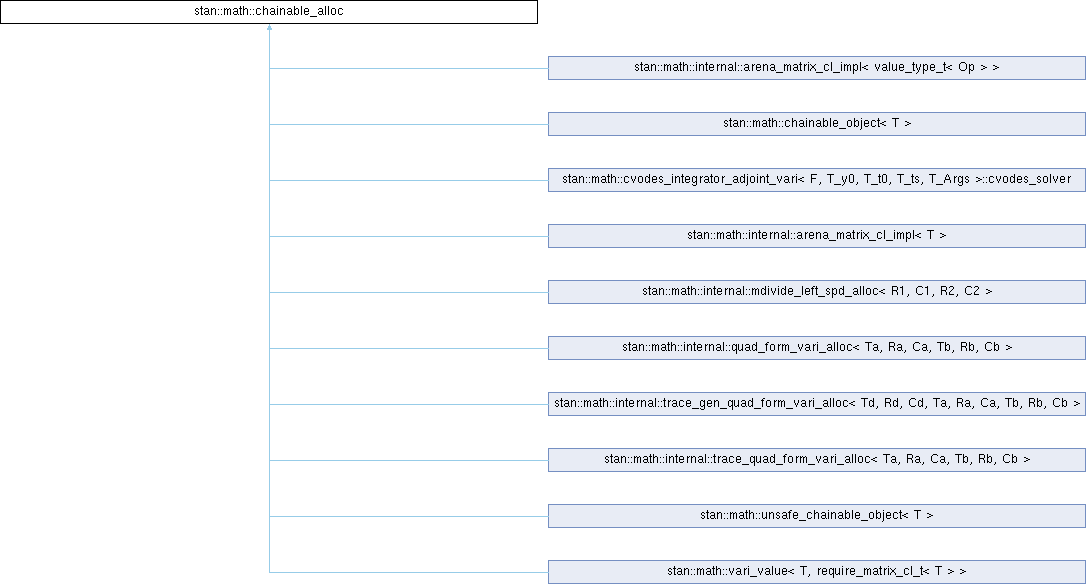 stan::math::chainable_alloc
stan::math::internal::arena_matrix_cl_impl< value_type_t< Op > >
stan::math::chainable_object< T >
stan::math::cvodes_integrator_adjoint_vari< F, T_y0, T_t0, T_ts, T_Args >::cvodes_solver
stan::math::internal::arena_matrix_cl_impl< T >
stan::math::internal::mdivide_left_spd_alloc< R1, C1, R2, C2 >
stan::math::internal::quad_form_vari_alloc< Ta, Ra, Ca, Tb, Rb, Cb >
stan::math::internal::trace_gen_quad_form_vari_alloc< Td, Rd, Cd, Ta, Ra, Ca, Tb, Rb, Cb >
stan::math::internal::trace_quad_form_vari_alloc< Ta, Ra, Ca, Tb, Rb, Cb >
stan::math::unsafe_chainable_object< T >
stan::math::vari_value< T, require_matrix_cl_t< T > >